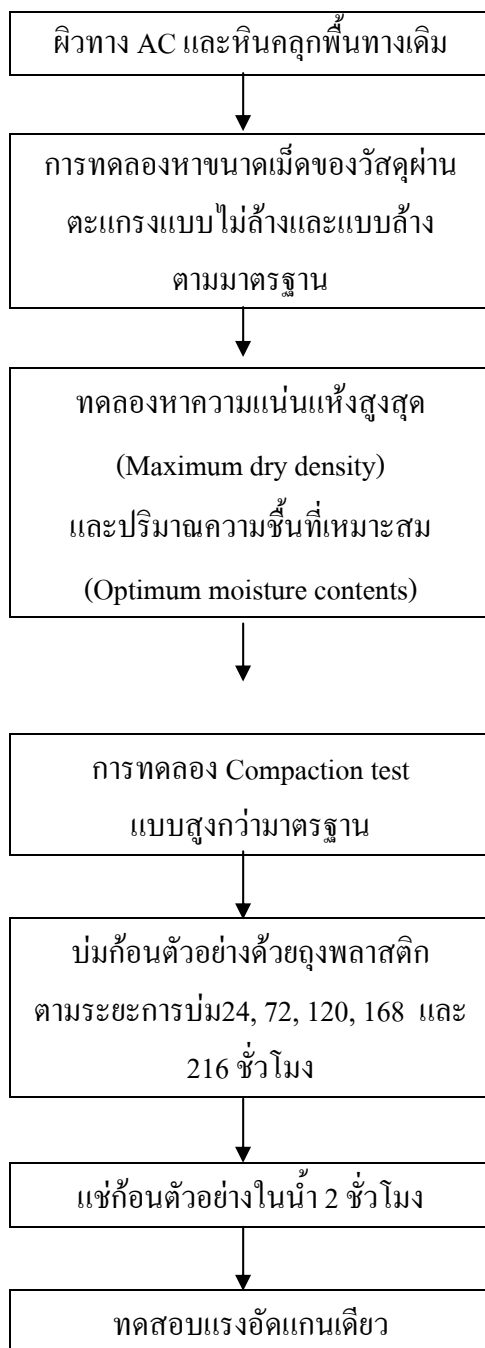 ผิวทาง AC และหินคลุกพื้นทางเดิม
การทดลองหาขนาดเม็ดของวัสดุผ่าน
ตะแกรงแบบไม่ล้างและแบบล้าง
ตามมาตรฐาน
ทดลองหาความแน่นแห้งสูงสุด
(Maximum dry density)
และปริมาณความชื้นที่เหมาะสม
(Optimum moisture contents)
การทดลอง Compaction test
แบบสูงกว่ามาตรฐาน
บ่มก้อนตัวอย่างด้วยถุงพลาสติก
ตามระยะการบ่ม24, 72, 120, 168 และ
216 ชั่วโมง
แช่ก้อนตัวอย่างในน้ำ 2 ชั่วโมง
ทดสอบแรงอัดแกนเดียว